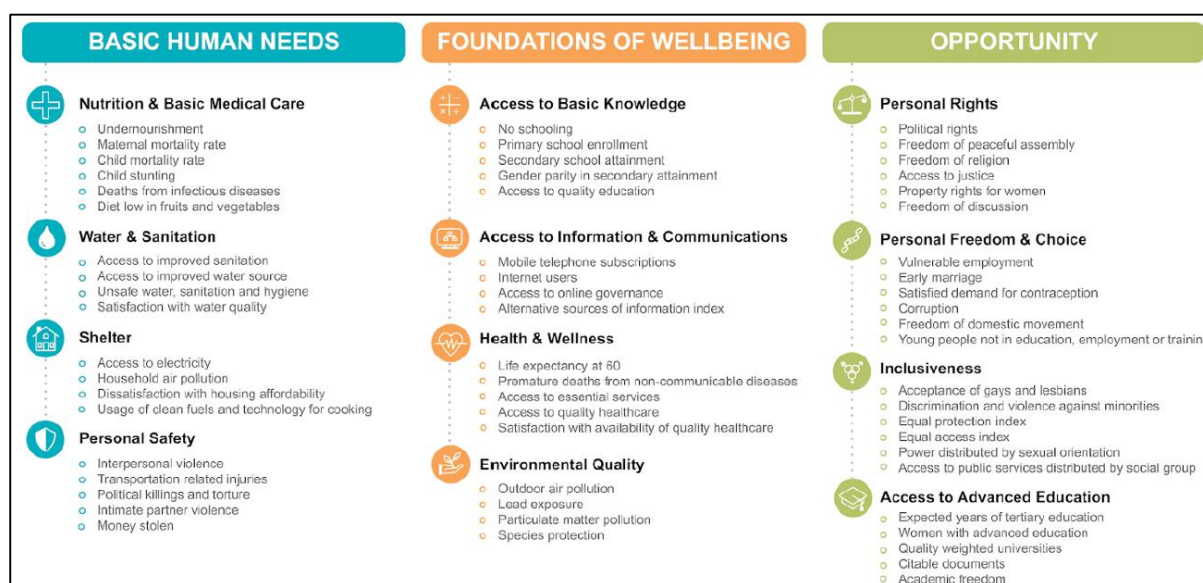 BASIC HUMAN NEEDS
Nutrition & Basic Medical Care
Undernourishment
Maternal mortality rate
Child mortality rate
Child stunting
Deaths from infectious diseases
Diet low in fruits and vegetables
Water & Sanitation
Access to improved sanitation
Access to improved water source
Unsafe water, sanitation and hygiene
Satisfaction with water quality
Shelter
Access to electricity
Household air pollution
Dissatisfaction with housing affordability
Usage of clean fuels and technology for cooking
Personal Safety
Interpersonal violence
Transportation related injuries
Political killings and torture
Intimate partner violence
Money stolen
FOUNDATIONS OF WELLBEING
Access to Basic Knowledge
No schooling
Primary school enrollment
Secondary school attainment
Gender parity in secondary attainment
Access to quality education
Access to Information & Communications
Mobile telephone subscriptions
Internet users
Access to online governance
Alternative sources of information index
Health & Wellness
Life expectancy at 60
Premature deaths from non-communicable diseases
Access to essential services
Access to quality healthcare
Satisfaction with availability of quality healthcare
Environmental Quality
Outdoor air pollution
Lead exposure
Particulate matter pollution
Species protection
OPPORTUNITY
Personal Rights
Political rights
Freedom of peaceful assembly
Freedom of religion
Access to justice
Property rights for women
Freedom of discussion
Personal Freedom & Choice
Vulnerable employment
Early marriage
Satisfied demand for contraception
Corruption
Freedom of domestic movement
Young people not in education, employment or trainin
Inclusiveness
Acceptance of gays and lesbians
Discrimination and violence against minorities
Equal protection index
Equal access index
Power distributed by sexual orientation
Access to public services distributed by social group
Access to Advanced Education
Expected years of tertiary education
Women with advanced education
Quality weighted universities
Citable documents
Academic freedom